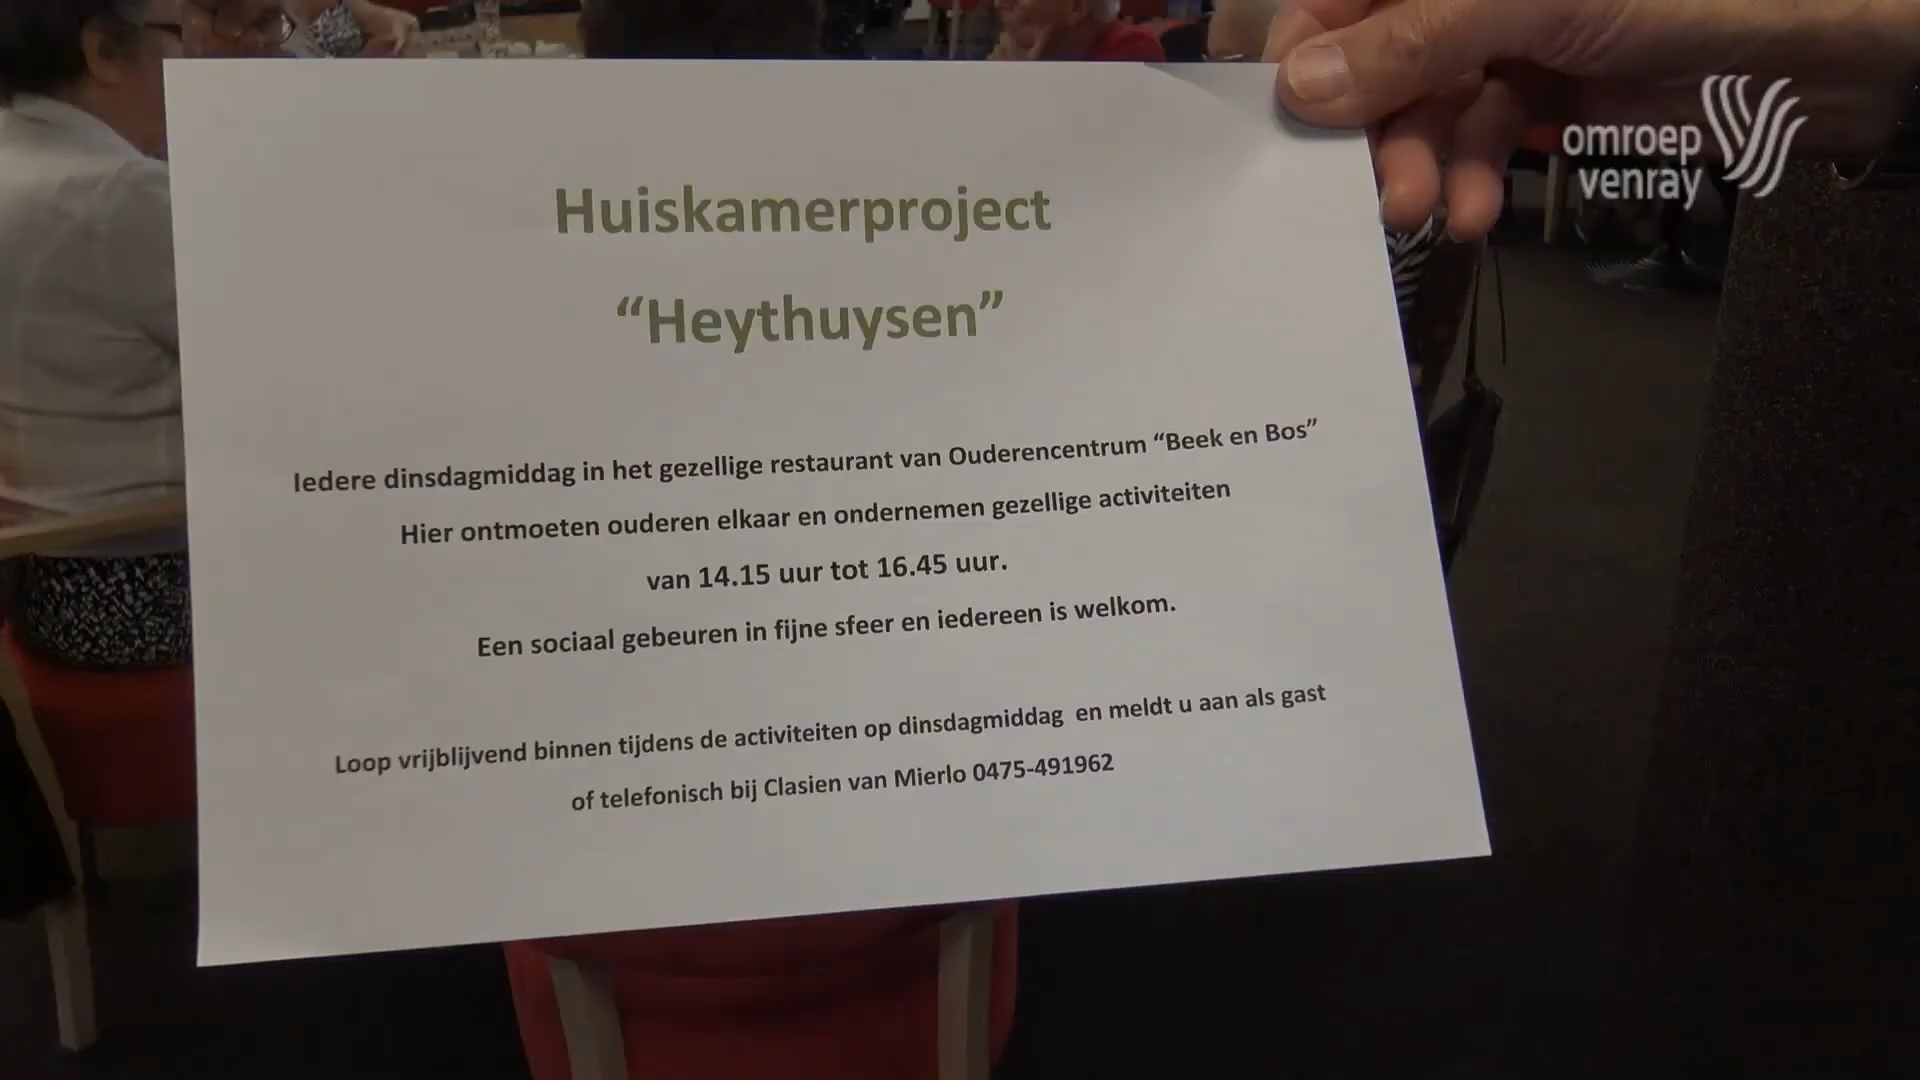 omroep
venray
Huiskamerproject
“Heythuysen”
Iedere dinsdagmiddag in het gezellige restaurant van Ouderencentrum “Beek en Bos”
Hier ontmoeten ouderen elkaar en ondernemen gezellige activiteiten
van 14.15 uur tot 16.45 uur.
Een sociaal gebeuren in fijne sfeer en iedereen is welkom.
Loop vrijblijvend binnen tijdens de activiteiten op dinsdagmiddag en meldt u aan als gast
of telefonisch bij Clasien van Mierlo 0475-491962